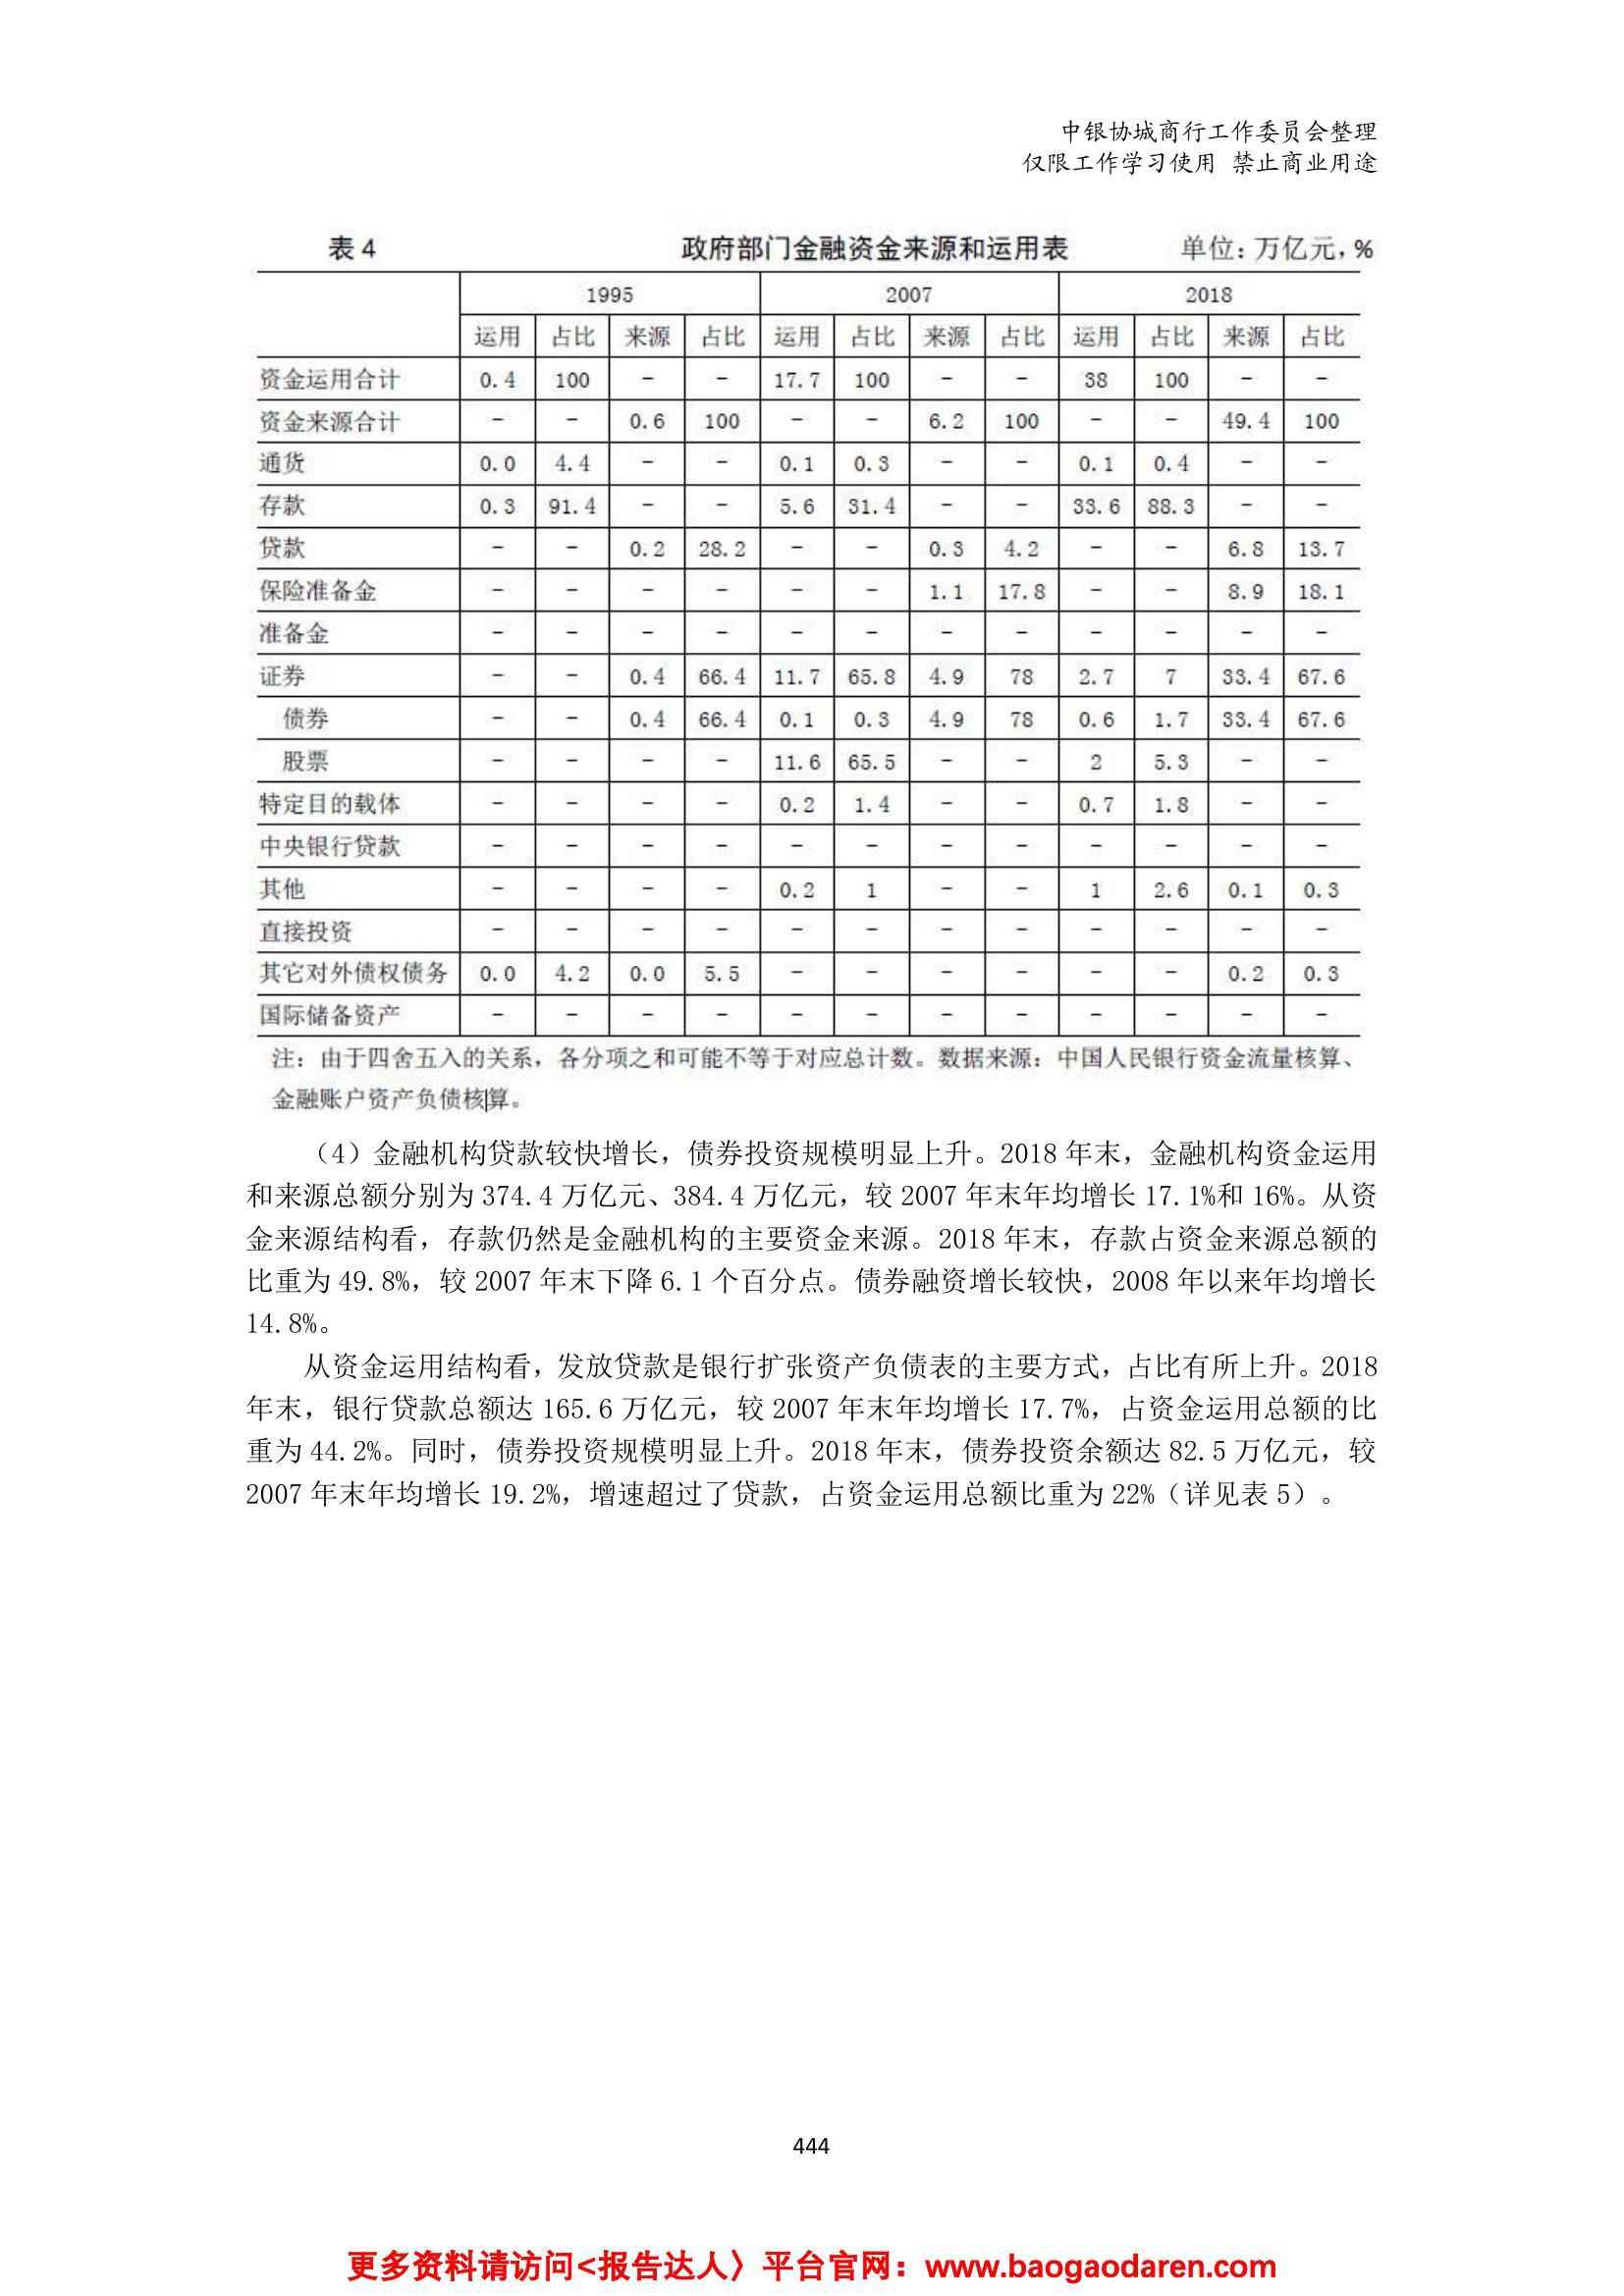 中银协城商行工作委员会整理
仅限工作学习使用 禁止商业用途
表 4 政府部门金融资金来源和运用表 单位：万亿元，%
1995 2007 2018
运用 占比 来源 占比 运用 占比 来源 占比 运用 占比 来源 占比
资金运用合计 0.4 100 － － 17.7 100 － － 38 100 － －
资金来源合计 － － 0.6 100 － － 6.2 100 － － 49.4 100
通货 0.0 4.4 － － 0.1 0.3 － － 0.1 0.4 － －
存款 0.3 91.4 － － 5.6 31.4 － － 33.6 88.3 － －
贷款 － － 0.2 28.2 － － 0.3 4.2 － － 6.8 13.7
保险准备金 － － － － － － 1.1 17.8 － － 8.9 18.1
准备金 － － － － － － － － － － － －
证券 － － 0.4 66.4 11.7 65.8 4.9 78 2.7 7 33.4 67.6
债券 － － 0.4 66.4 0.1 0.3 4.9 78 0.6 1.7 33.4 67.6
股票 － － － － 11.6 65.5 － － 2 5.3 － －
特定目的载体 － － － － 0.2 1.4 － － 0.7 1.8 － －
中央银行贷款 － － － － － － － － － － － －
其他 － － － － 0.2 1 － － 1 2.6 0.1 0.3
直接投资 － － － － － － － － － － － －
其它对外债权债务 0.0 4.2 0.0 5.5 － － － － － － 0.2 0.3
国际储备资产 － － － － － － － － － － － －
注：由于四舍五入的关系，各分项之和可能不等于对应总计数。数据来源：中国人民银行资金流量核算、
金融账户资产负债核算。
（4）金融机构贷款较快增长，债券投资规模明显上升。2018 年末，金融机构资金运用
和来源总额分别为 374.4 万亿元、384.4 万亿元，较 2007 年末年均增长 17.1%和 16%。从资
金来源结构看，存款仍然是金融机构的主要资金来源。2018 年末，存款占资金来源总额的
比重为 49.8%，较 2007 年末下降 6.1 个百分点。债券融资增长较快，2008 年以来年均增长
14.8%。
从资金运用结构看，发放贷款是银行扩张资产负债表的主要方式，占比有所上升。2018
年末，银行贷款总额达 165.6 万亿元，较 2007 年末年均增长 17.7%，占资金运用总额的比
重为 44.2%。同时，债券投资规模明显上升。2018 年末，债券投资余额达 82.5 万亿元，较
2007 年末年均增长 19.2%，增速超过了贷款，占资金运用总额比重为 22%（详见表 5）。
444
更多资料请访问<报告达人〉平台官网：www.baogaodaren.com